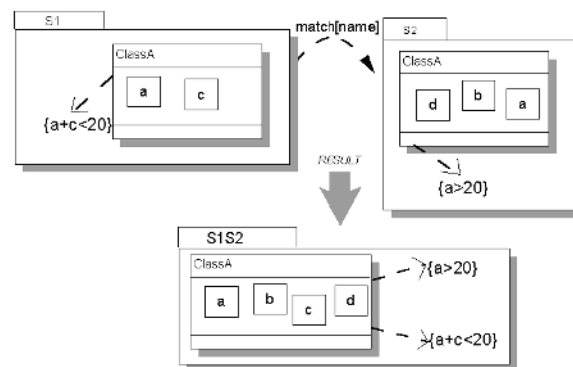 S1
match[name]
S2
ClassA
a
c
{a+c<20}
ClassA
d
b
a
{a>20}
RESULT
S1S2
ClassA
a
b
c
d
{a>20}
{a+c<20}